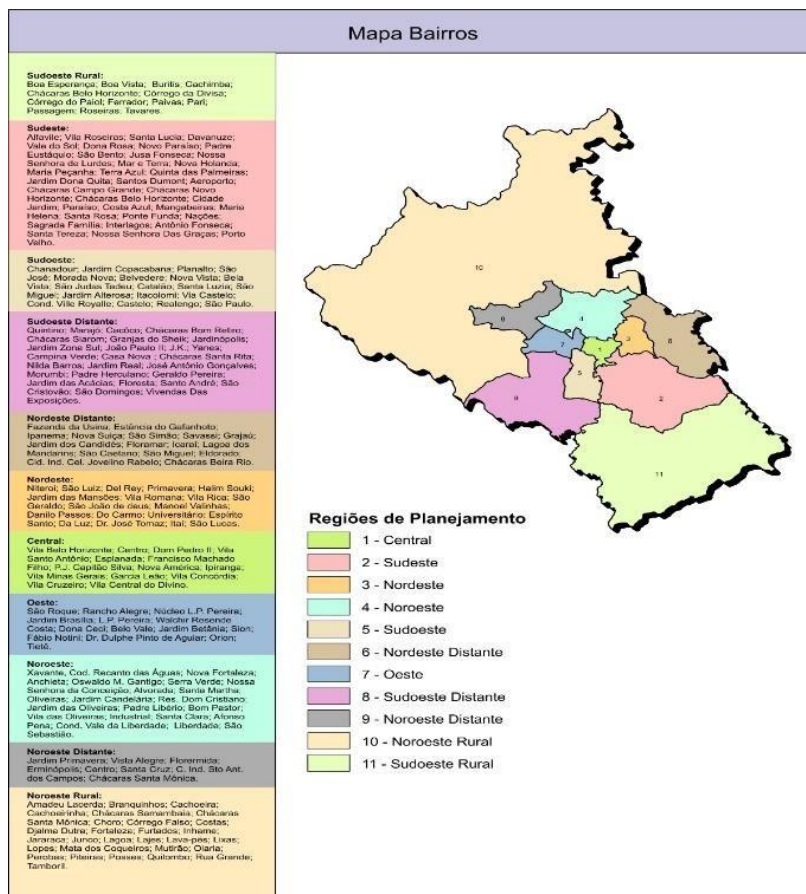 Mapa Bairros
Sudoeste Rural:
Boa Esperança; Boa Vista; Buritis; Cachimba;
Chácaras Belo Horizonte; Córrego da Divisa;
Córrego do Paiol; Ferrador; Paivas; Pari;
Passagem; Roseiras; Tavares.
Sudeste:
Alfaville; Vila Roseiras; Santa Lucia; Davanuze;
Vale do Sol; Dona Rosa; Novo Paraíso; Padre
Eustáquio; São Bento; Jusa Fonseca; Nossa
Senhora de Lurdes; Mar e Terra; Nova Holanda;
Maria Peçanha; Terra Azul; Quinta das Palmeiras;
Jardim Dona Quita; Santos Dumont; Aeroporto;
Chácaras Campo Grande; Chácaras Novo
Horizonte; Chácaras Belo Horizonte; Cidade
Jardim; Paraíso; Costa Azul; Mangabeiras; Maria
Helena; Santa Rosa; Ponte Funda; Nações;
Sagrada Família; Interlagos; Antônio Fonseca;
Santa Tereza; Nossa Senhora Das Graças; Porto
Velho.
Sudoeste:
Chanadour; Jardim Copacabana; Planalto; São
José; Morada Nova; Belvedere; Nova Vista; Bela
Vista; São Judas Tadeu; Catalão; Santa Luzia; São
Miguel; Jardim Alterosa; Itacolomi; Via Castelo;
Cond. Ville Royalle; Castelo; Realengo; São Paulo.
Sudoeste Distante:
Quintino; Marajó; Cacôco; Chácaras Bom Retiro;
Chácaras Siarom; Granjas do Sheik; Jardinópolis;
Jardim Zona Sul; João Paulo II; J.K.; Yanes;
Campina Verde; Casa Nova ; Chácaras Santa Rita;
Nilda Barros; Jardim Real; José Antônio Gonçalves;
Morumbi; Padre Herculano; Geraldo Pereira;
Jardim das Acácias; Floresta; Santo André; São
Cristovão; São Domingos; Vivendas Das
Exposições.
Nordeste Distante:
Fazenda da Usina; Estância do Gafanhoto;
Ipanema; Nova Suíça; São Simão; Savassi; Grajaú;
Jardim dos Candidés; Floramar; Icaraí; Lagoa dos
Mandarins; São Caetano; São Miguel; Eldorado;
Cid. Ind. Cel. Jovelino Rabelo; Chácaras Beira Rio.
Nordeste:
Niteroi; São Luiz; Del Rey; Primavera; Halim Souki;
Jardim das Mansões; Vila Romana; Vila Rica; São
Geraldo; São João de deus; Manoel Valinhas;
Danilo Passos; Do Carmo; Universitário; Espírito
Santo; Da Luz; Dr. José Tomaz; Itaí; São Lucas.
Central:
Vila Belo Horizonte; Centro; Dom Pedro II; Vila
Santo Antônio; Esplanada; Francisco Machado
Filho; P.J. Capitão Silva; Nova América; Ipiranga;
Vila Minas Gerais; Garcia Leão; Vila Concórdia;
Vila Cruzeiro; Vila Central do Divino.
Oeste:
São Roque; Rancho Alegre; Núcleo L.P. Pereira;
Jardim Brasília; L.P. Pereira; Walchir Resende
Costa; Dona Ceci; Belo Vale; Jardim Betânia; Sion;
Fábio Notini; Dr. Dulphe Pinto de Aguiar; Orion;
Tietê.
Noroeste:
Xavante, Cod. Recanto das Águas; Nova Fortaleza;
Anchieta; Oswaldo M. Gantigo; Serra Verde; Nossa
Senhora da Conceição; Alvorada; Santa Martha;
Oliveiras; Jardim Candelária; Res. Dom Cristiano;
Jardim das Oliveiras; Padre Libério; Bom Pastor;
Vila das Oliveiras; Industrial; Santa Clara; Afonso
Pena; Cond. Vale da Liberdade; Liberdade; São
Sebastião.
Noroeste Distante:
Jardim Primavera; Vista Alegre; Florermida;
Erminópolis; Centro; Santa Cruz; C. Ind. Sto Ant.
dos Campos; Chácaras Santa Mônica.
Noroeste Rural:
Amadeu Lacerda; Branquinhos; Cachoeira;
Cachoeirinha; Chácaras Samambaia; Chácaras
Santa Mônica; Choro; Córrego Falso; Costas;
Djalma Dutra; Fortaleza; Furtados; Inhame;
Jararaca; Junco; Lagoa; Lajes; Lava-pés; Lixas;
Lopes; Mata dos Coqueiros; Mutirão; Olaria;
Perobas; Piteiras; Posses; Quilombo; Rua Grande;
Tamboril.
10
9
4
7
1
3
6
5
8
2
11
Regiões de Planejamento
1 - Central
2 - Sudeste
3 - Nordeste
4 - Noroeste
5 - Sudoeste
6 - Nordeste Distante
7 - Oeste
8 - Sudoeste Distante
9 - Noroeste Distante
10 - Noroeste Rural
11 - Sudoeste Rural